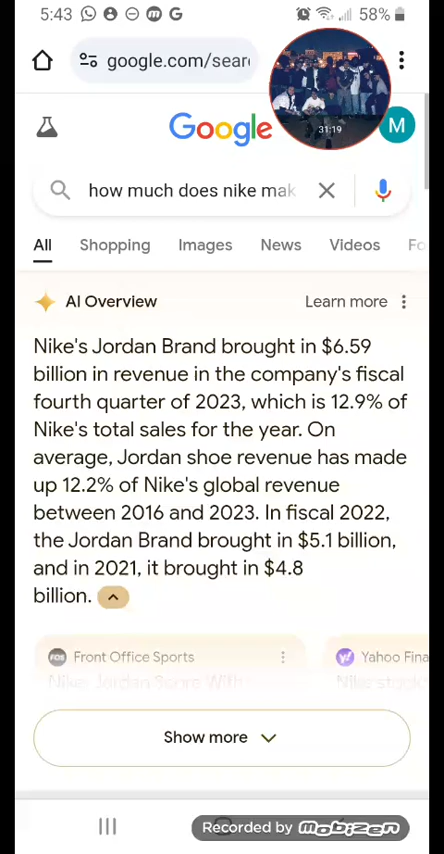 5:43 58%
google.com/sear
31:19
Google M
how much does nike mak
All Shopping Images News Videos Fo
AI Overview Learn more
Nike's Jordan Brand brought in $6.59
billion in revenue in the company's fiscal
fourth quarter of 2023, which is 12.9% of
Nike's total sales for the year. On
average, Jordan shoe revenue has made
up 12.2% of Nike's global revenue
between 2016 and 2023. In fiscal 2022,
the Jordan Brand brought in $5.1 billion,
and in 2021, it brought in $4.8
billion.
FOS Front Office Sports y! Yahoo Fina
Show more
Recorded by mobizen